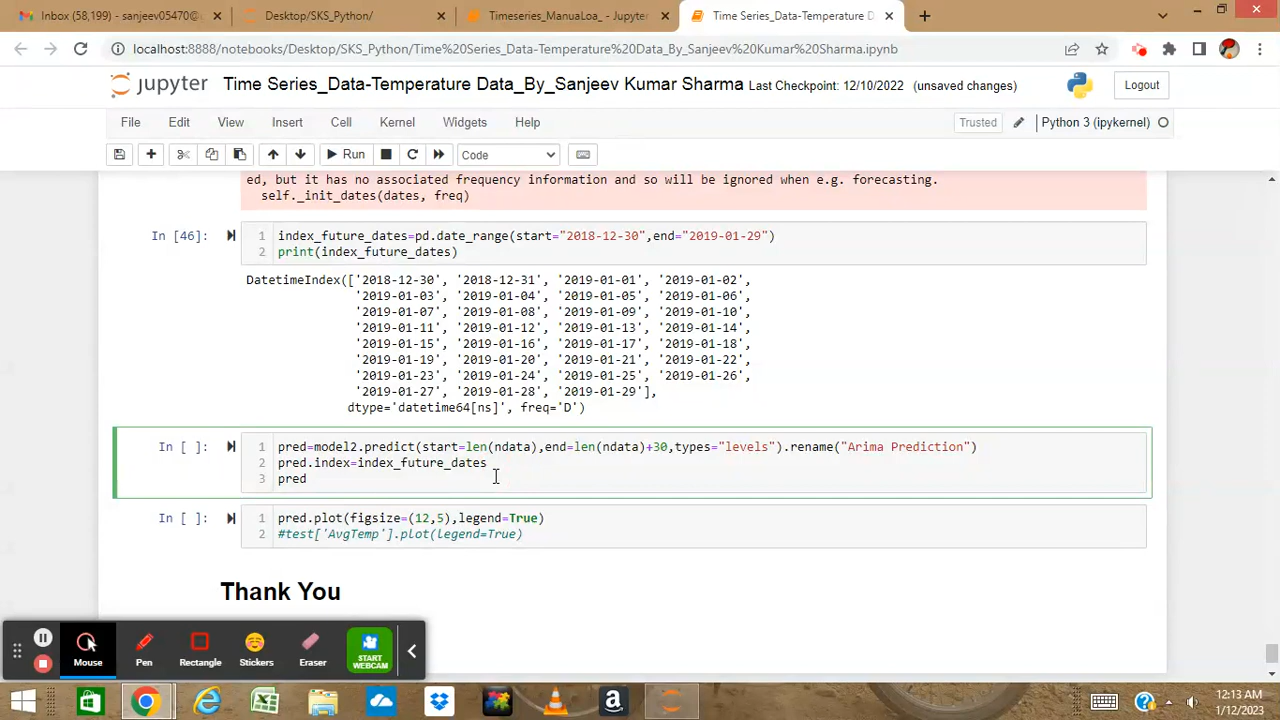 Inbox (58,199) - sanjeev05470@g
Desktop/SKS_Python/
Timeseries_ManuaLoa_ - Jupyter
Time Series_Data-Temperature D
localhost:8888/notebooks/Desktop/SKS_Python/Time%20Series_Data-Temperature%20Data_By_Sanjeev%20Kumar%20Sharma.ipynb
jupyter Time Series_Data-Temperature Data_By_Sanjeev Kumar Sharma Last Checkpoint: 12/10/2022 (unsaved changes) Logout
File Edit View Insert Cell Kernel Widgets Help Trusted Python 3 (ipykernel)
Run Code
ed, but it has no associated frequency information and so will be ignored when e.g. forecasting.
self._init_dates(dates, freq)
In [46]: 1 index_future_dates=pd.date_range(start="2018-12-30",end="2019-01-29")
2 print(index_future_dates)
DatetimeIndex(['2018-12-30', '2018-12-31', '2019-01-01', '2019-01-02',
'2019-01-03', '2019-01-04', '2019-01-05', '2019-01-06',
'2019-01-07', '2019-01-08', '2019-01-09', '2019-01-10',
'2019-01-11', '2019-01-12', '2019-01-13', '2019-01-14',
'2019-01-15', '2019-01-16', '2019-01-17', '2019-01-18',
'2019-01-19', '2019-01-20', '2019-01-21', '2019-01-22',
'2019-01-23', '2019-01-24', '2019-01-25', '2019-01-26',
'2019-01-27', '2019-01-28', '2019-01-29'],
dtype='datetime64[ns]', freq='D')
In [ ]: 1 pred=model2.predict(start=len(ndata),end=len(ndata)+30,types="levels").rename("Arima Prediction")
2 pred.index=index_future_dates
3 pred
In [ ]: 1 pred.plot(figsize=(12,5),legend=True)
2 #test['AvgTemp'].plot(legend=True)
Thank You
Mouse Pen Rectangle Stickers Eraser START WEBCAM
12:13 AM
1/12/2023